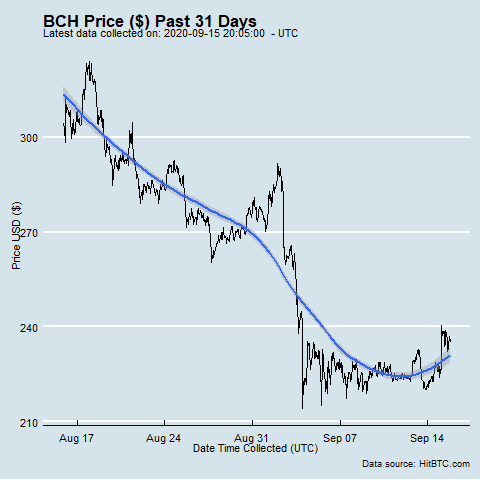 BCH Price ($) Past 31 Days
Latest data collected on: 2020-09-15 20:05:00 - UTC
300
270
240
210
Price USD ($)
Aug 17 Aug 24 Aug 31 Sep 07 Sep 14
Date Time Collected (UTC)
Data source: HitBTC.com